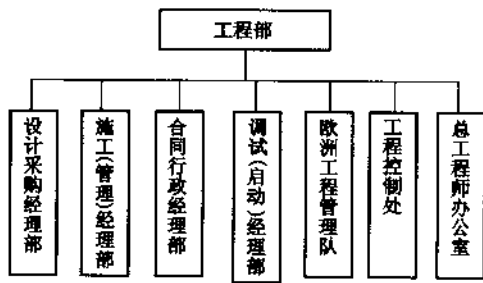 工程部
设计采购经理部
施工(管理)经理部
合同行政经理部
调试(启动)经理部
欧洲工程管理队
工程控制处
总工程师办公室